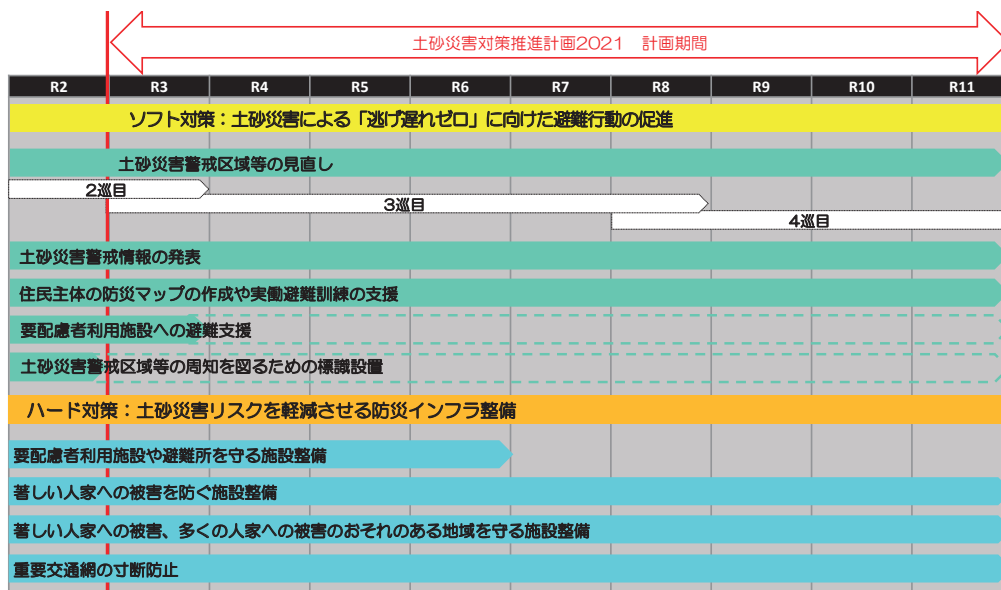 土砂災害対策推進計画2021 計画期間
R2 R3 R4 R5 R6 R7 R8 R9 R10 R11
ソフト対策：土砂災害による「逃げ遅れゼロ」に向けた避難行動の促進
土砂災害警戒区域等の見直し
2巡目
3巡目
4巡目
土砂災害警戒情報の発表
住民主体の防災マップの作成や実働避難訓練の支援
要配慮者利用施設への避難支援
土砂災害警戒区域等の周知を図るための標識設置
ハード対策：土砂災害リスクを軽減させる防災インフラ整備
要配慮者利用施設や避難所を守る施設整備
著しい人家への被害を防ぐ施設整備
著しい人家への被害、多くの人家への被害のおそれのある地域を守る施設整備
重要交通網の寸断防止